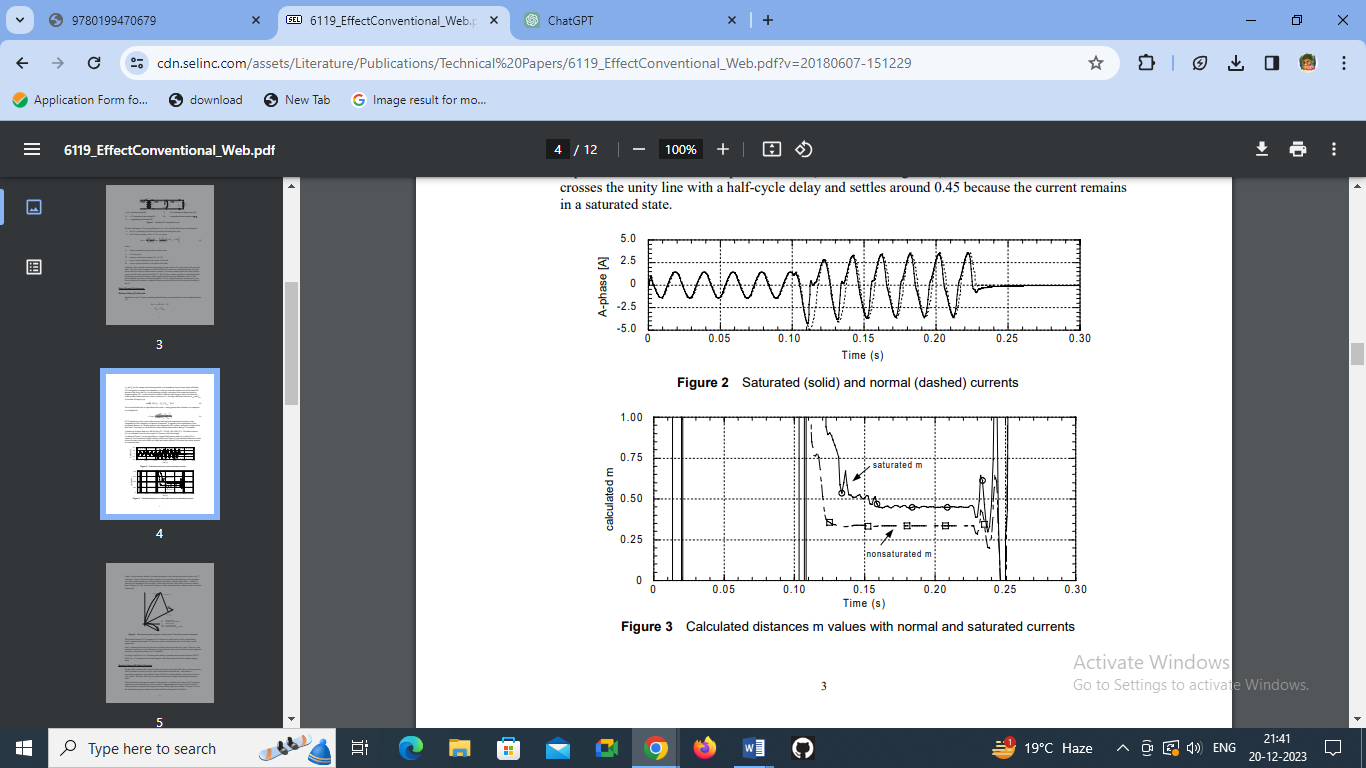 9780199470679
SEL 6119_EffectConventional_Web.p
ChatGPT
cdn.selinc.com/assets/Literature/Publications/Technical%20Papers/6119_EffectConventional_Web.pdf?v=20180607-151229
Application Form fo...
download
New Tab
Image result for mo...
6119_EffectConventional_Web.pdf
4 / 12
100%
3
4
5
crosses the unity line with a half-cycle delay and settles around 0.45 because the current remains
in a saturated state.
A-phase [A]
5.0
2.5
0
-2.5
-5.0
0 0.05 0.10 0.15 0.20 0.25 0.30
Time (s)
Figure 2 Saturated (solid) and normal (dashed) currents
calculated m
1.00
0.75
0.50
0.25
0
saturated m
nonsaturated m
0 0.05 0.10 0.15 0.20 0.25 0.30
Time (s)
Figure 3 Calculated distances m values with normal and saturated currents
3
Activate Windows
Go to Settings to activate Windows.
Type here to search
1
19°C Haze
ENG
21:41
20-12-2023